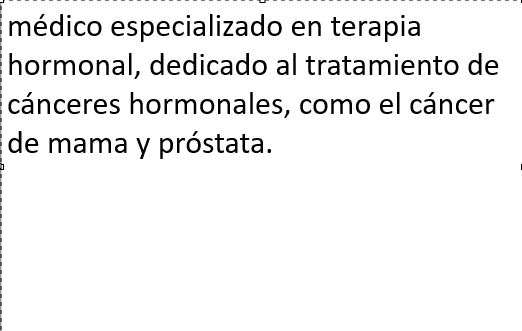 médico especializado en terapia
hormonal, dedicado al tratamiento de
cánceres hormonales, como el cáncer
de mama y próstata.